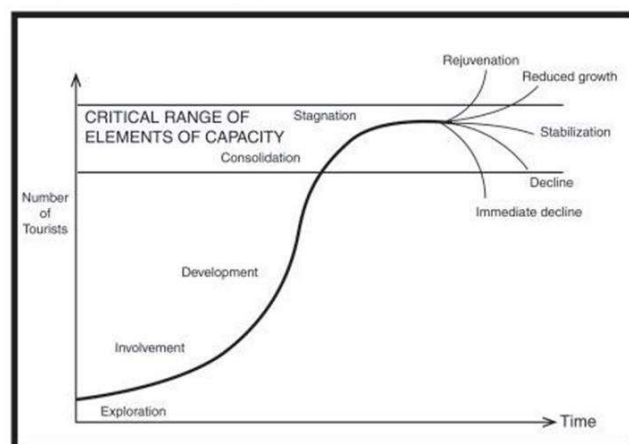 Rejuvenation
Reduced growth
CRITICAL RANGE OF
ELEMENTS OF CAPACITY
Stagnation
Stabilization
Consolidation
Decline
Number
of
Tourists
Immediate decline
Development
Involvement
Exploration
Time